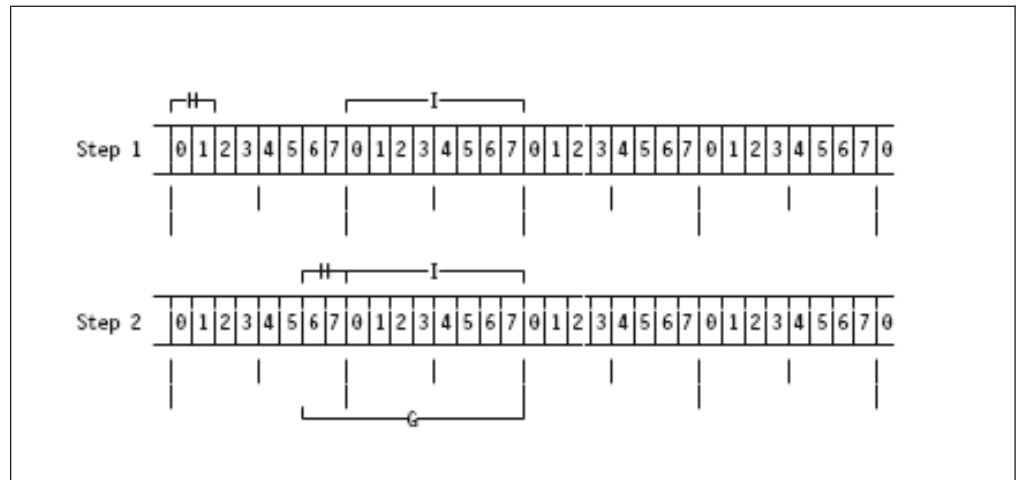 H I
Step 1 0 1 2 3 4 5 6 7 0 1 2 3 4 5 6 7 0 1 2 3 4 5 6 7 0 1 2 3 4 5 6 7 0
H I
Step 2 0 1 2 3 4 5 6 7 0 1 2 3 4 5 6 7 0 1 2 3 4 5 6 7 0 1 2 3 4 5 6 7 0
G